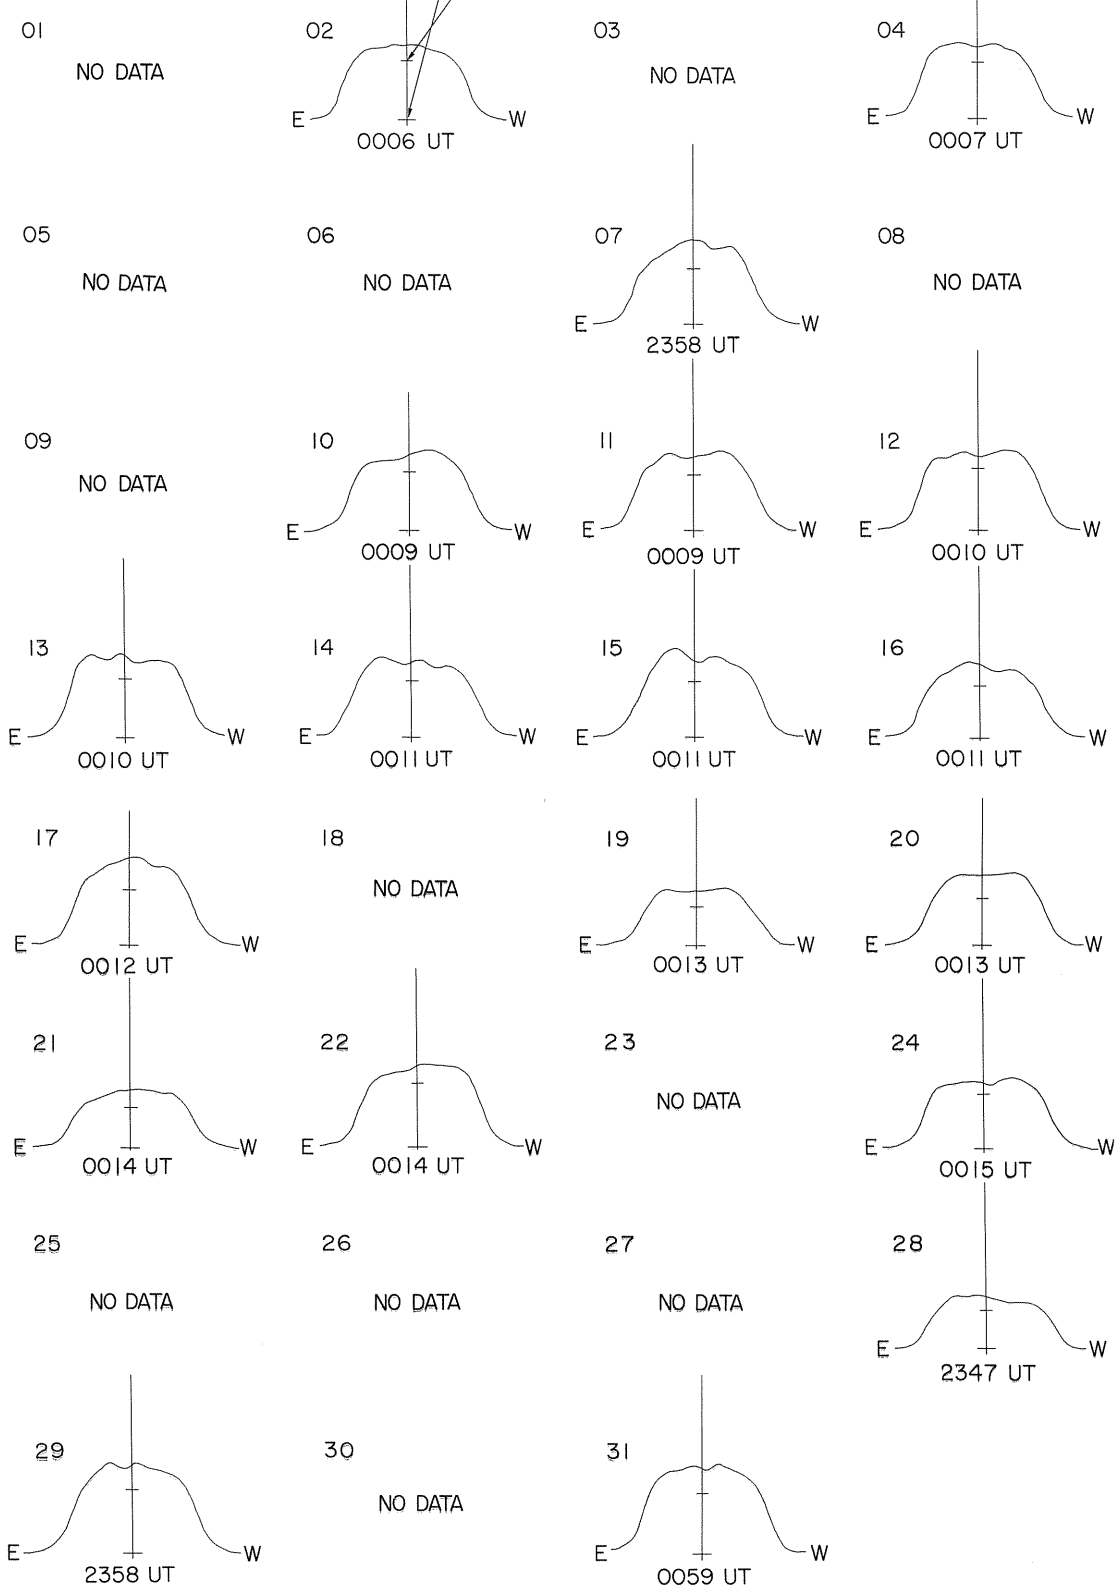 01
NO DATA
02
E W
0006 UT
03
NO DATA
04
E W
0007 UT
05
NO DATA
06
NO DATA
07
E W
2358 UT
08
NO DATA
09
NO DATA
10
E W
0009 UT
11
E W
0009 UT
12
E W
0010 UT
13
E W
0010 UT
14
E W
0011 UT
15
E W
0011 UT
16
E W
0011 UT
17
E W
0012 UT
18
NO DATA
19
E W
0013 UT
20
E W
0013 UT
21
E W
0014 UT
22
E W
0014 UT
23
NO DATA
24
E W
0015 UT
25
NO DATA
26
NO DATA
27
NO DATA
28
E W
2347 UT
29
E W
2358 UT
30
NO DATA
31
E W
0059 UT